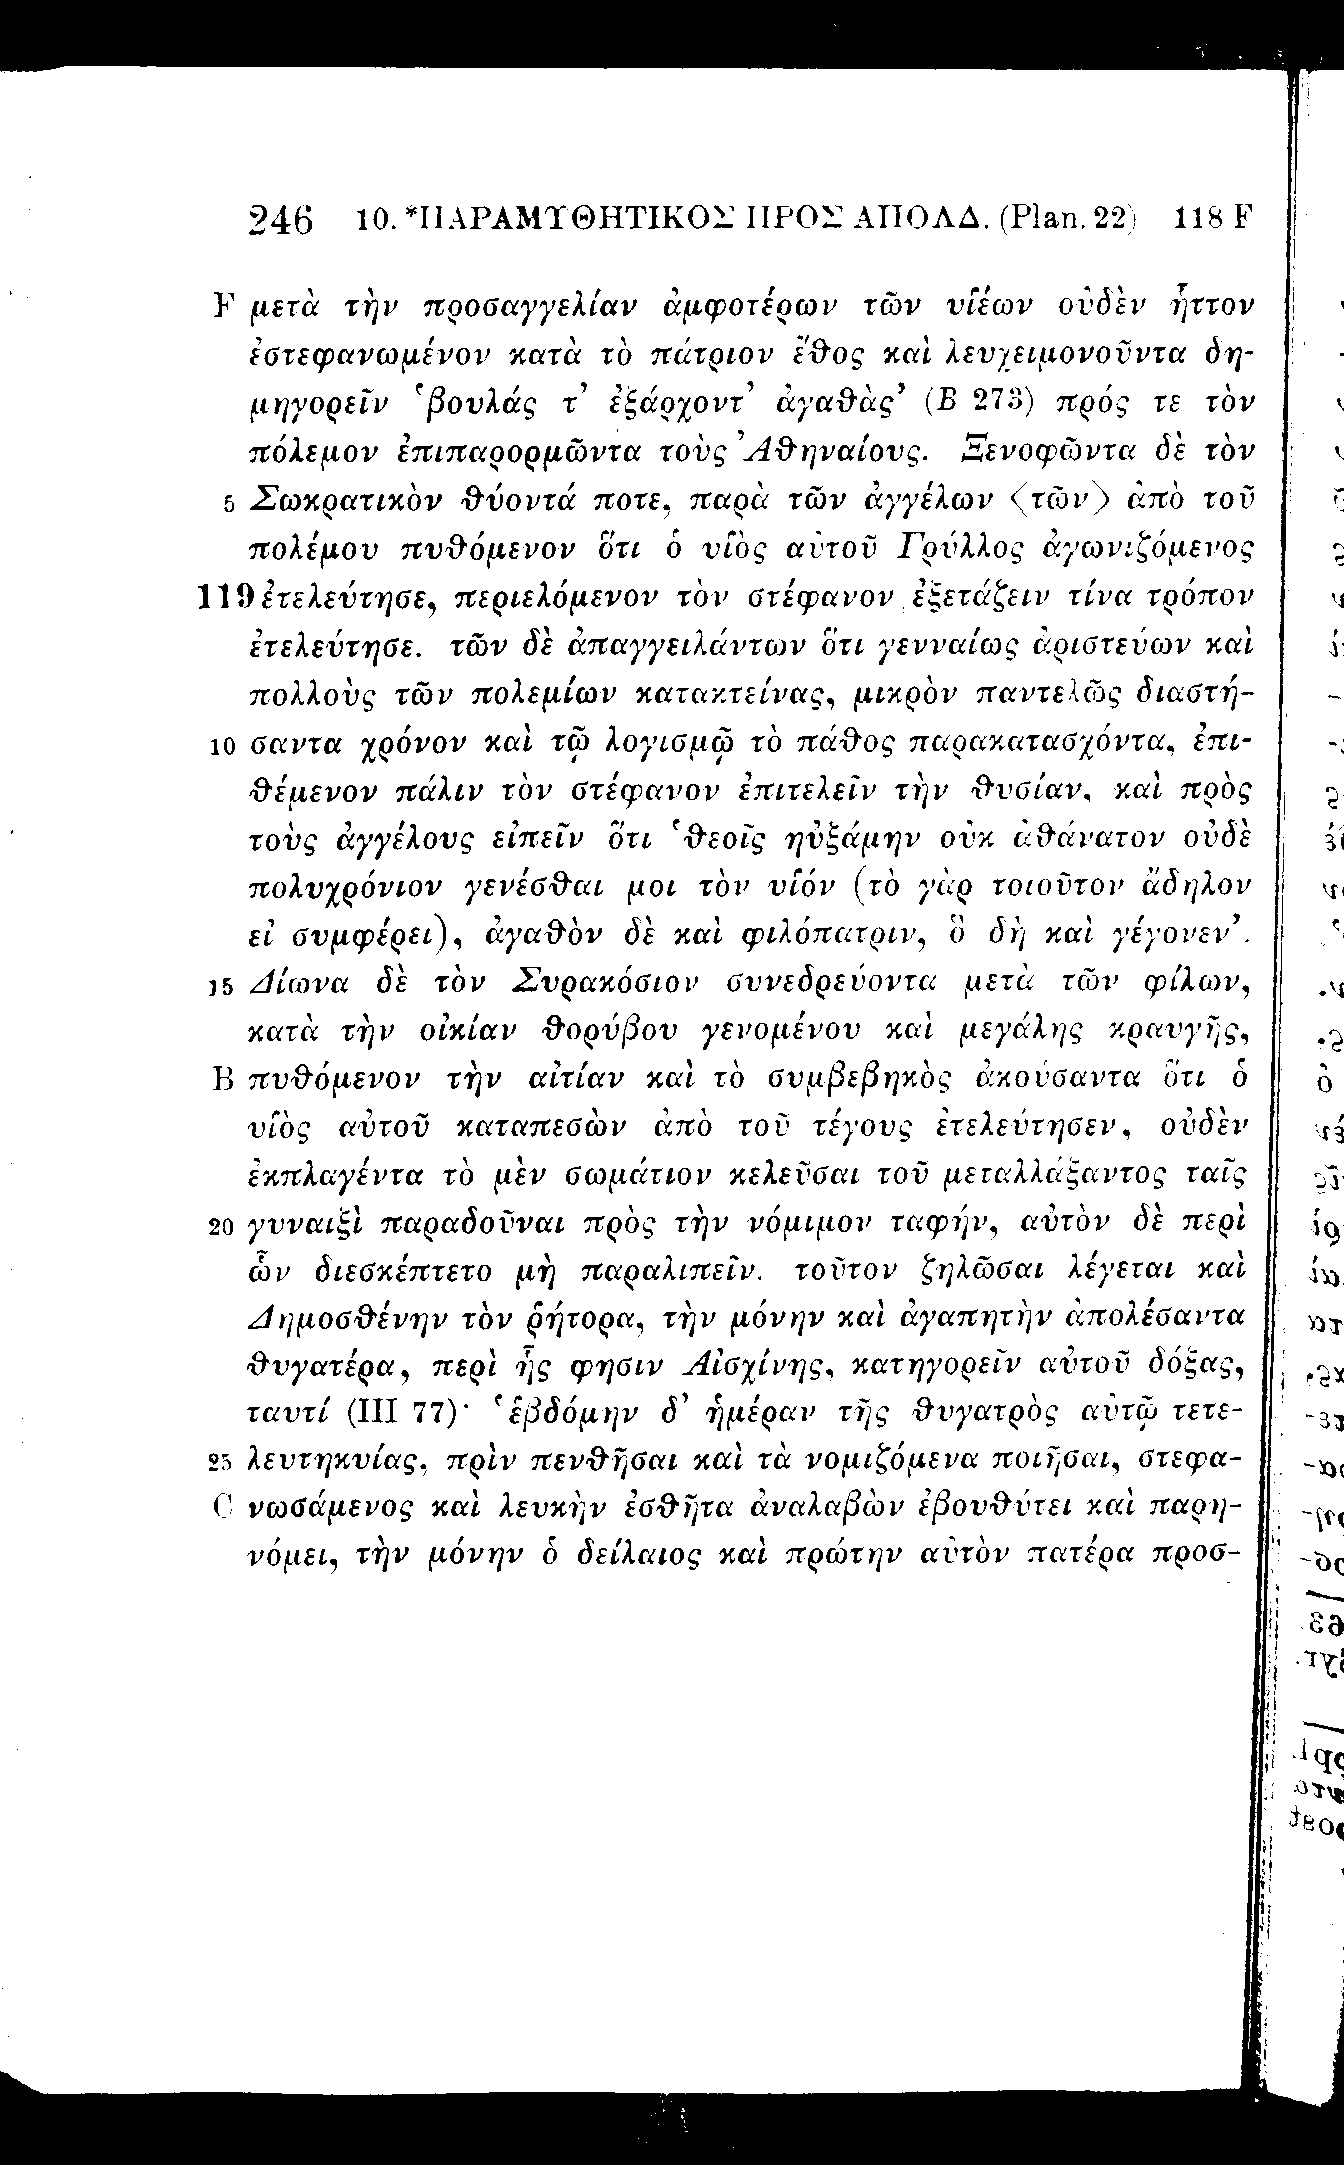 246 10. *ΠΑΡΑΜΥΘΗΤΙΚΟΣ ΠΡΟΣ ΑΠΟΛΛ. (Plan. 22) 118 F
F μετὰ τὴν προσαγγελίαν ἀμφοτέρων τῶν υἱέων οὐδὲν ἧττον
ἐστεφανωμένον κατὰ τὸ πάτριον ἔθος καὶ λευχειμονοῦντα δη-
μηγορεῖν ‘βουλάς τ’ ἐξάρχοντ’ ἀγαθὰς’ (Β 273) πρός τε τὸν
πόλεμον ἐπιπαρορμῶντα τοὺς Ἀθηναίους. Ξενοφῶντα δὲ τὸν
5 Σωκρατικὸν θύοντά ποτε, παρὰ τῶν ἀγγέλων <τῶν> ἀπὸ τοῦ
πολέμου πυθόμενον ὅτι ὁ υἱὸς αὐτοῦ Γρύλλος ἀγωνιζόμενος
119 ἐτελεύτησε, περιελόμενον τὸν στέφανον ἐξετάζειν τίνα τρόπον
ἐτελεύτησε. τῶν δὲ ἀπαγγειλάντων ὅτι γενναίως ἀριστεύων καὶ
πολλοὺς τῶν πολεμίων κατακτείνας, μικρὸν παντελῶς διαστή-
10 σαντα χρόνον καὶ τῷ λογισμῷ τὸ πάθος παρακατασχόντα, ἐπι-
θέμενον πάλιν τὸν στέφανον ἐπιτελεῖν τὴν θυσίαν, καὶ πρὸς
τοὺς ἀγγέλους εἰπεῖν ὅτι ‘θεοῖς ηὐξάμην οὐκ ἀθάνατον οὐδὲ
πολυχρόνιον γενέσθαι μοι τὸν υἱόν (τὸ γὰρ τοιοῦτον ἄδηλον
εἰ συμφέρει), ἀγαθὸν δὲ καὶ φιλόπατριν, ὃ δὴ καὶ γέγονεν’.
15 Δίωνα δὲ τὸν Συρακόσιον συνεδρεύοντα μετὰ τῶν φίλων,
κατὰ τὴν οἰκίαν θορύβου γενομένου καὶ μεγάλης κραυγῆς,
B πυθόμενον τὴν αἰτίαν καὶ τὸ συμβεβηκὸς ἀκούσαντα ὅτι ὁ
υἱὸς αὐτοῦ καταπεσὼν ἀπὸ τοῦ τέγους ἐτελεύτησεν, οὐδὲν
ἐκπλαγέντα τὸ μὲν σωμάτιον κελεῦσαι τοῦ μεταλλάξαντος ταῖς
20 γυναιξὶ παραδοῦναι πρὸς τὴν νόμιμον ταφήν, αὐτὸν δὲ περὶ
ὧν διεσκέπτετο μὴ παραλιπεῖν. τοῦτον ζηλῶσαι λέγεται καὶ
Δημοσθένην τὸν ῥήτορα, τὴν μόνην καὶ ἀγαπητὴν ἀπολέσαντα
θυγατέρα, περὶ ἧς φησιν Αἰσχίνης, κατηγορεῖν αὐτοῦ δόξας,
ταυτί (III 77)· ‘ἑβδόμην δ’ ἡμέραν τῆς θυγατρὸς αὐτῷ τετε-
25 λευτηκυίας, πρὶν πενθῆσαι καὶ τὰ νομιζόμενα ποιῆσαι, στεφα-
C νωσάμενος καὶ λευκὴν ἐσθῆτα ἀναλαβὼν ἐβουθύτει καὶ παρη-
νόμει, τὴν μόνην ὁ δείλαιος καὶ πρώτην αὐτὸν πατέρα προσ-